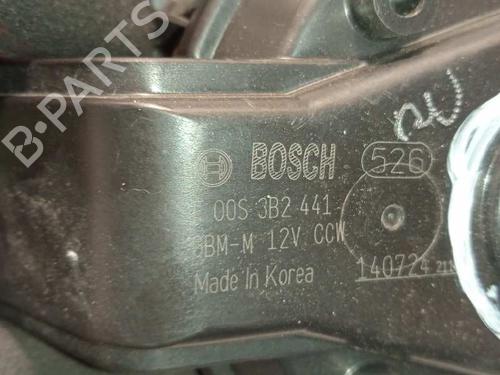 B-PARTS
BOSCH 526
00S 3B2 441
BM-M 12V CCW
Made In Korea
140724